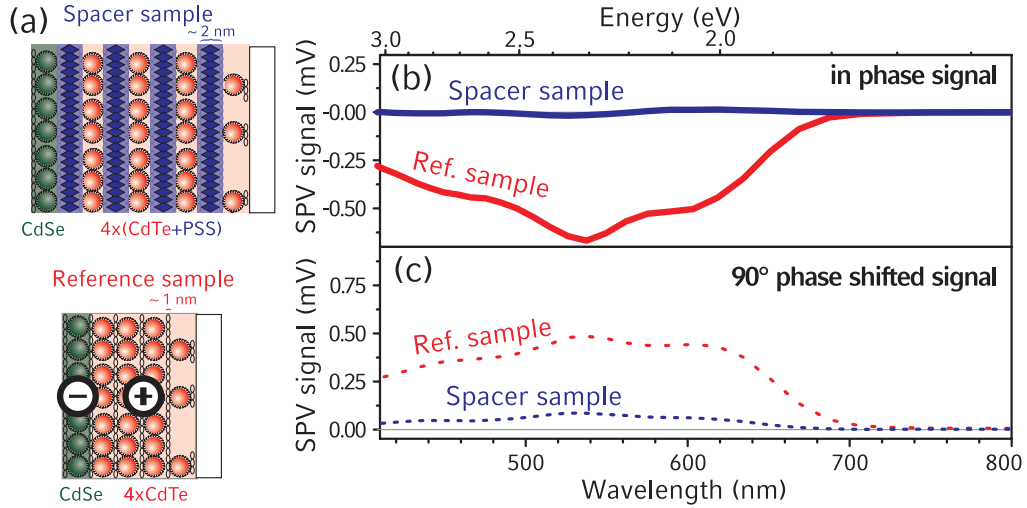 (a)
Spacer sample
~ 2 nm
CdSe 4x(CdTe+PSS)
Reference sample
~ 1 nm
− +
CdSe 4xCdTe
Energy (eV)
3.0 2.5 2.0
(b)
in phase signal
Spacer sample
Ref. sample
SPV signal (mV)
0.25
-0.00
-0.25
-0.50
(c)
90° phase shifted signal
Ref. sample
Spacer sample
SPV signal (mV)
0.75
0.50
0.25
0.00
500 600 700 800
Wavelength (nm)